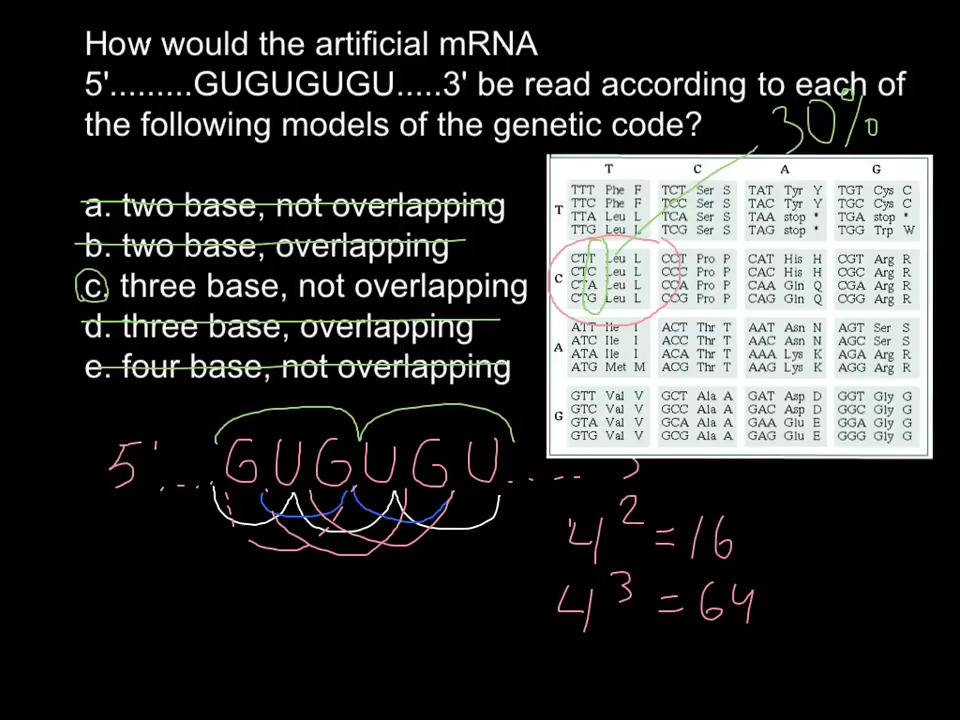 How would the artificial mRNA
5'.........GUGUGUGU.....3' be read according to each of
the following models of the genetic code?
30%
a. two base, not overlapping
b. two base, overlapping
c. three base, not overlapping
d. three base, overlapping
e. four base, not overlapping
T C A G
T
TTT Phe F TCT Ser S TAT Tyr Y TGT Cys C
TTC Phe F TCC Ser S TAC Tyr Y TGC Cys C
TTA Leu L TCA Ser S TAA stop * TGA stop *
TTG Leu L TCG Ser S TAG stop * TGG Trp W
C
CTT Leu L CCT Pro P CAT His H CGT Arg R
CTC Leu L CCC Pro P CAC His H CGC Arg R
CTA Leu L CCA Pro P CAA Gln Q CGA Arg R
CTG Leu L CCG Pro P CAG Gln Q CGG Arg R
A
ATT Ile I ACT Thr T AAT Asn N AGT Ser S
ATC Ile I ACC Thr T AAC Asn N AGC Ser S
ATA Ile I ACA Thr T AAA Lys K AGA Arg R
ATG Met M ACG Thr T AAG Lys K AGG Arg R
G
GTT Val V GCT Ala A GAT Asp D GGT Gly G
GTC Val V GCC Ala A GAC Asp D GGC Gly G
GTA Val V GCA Ala A GAA Glu E GGA Gly G
GTG Val V GCG Ala A GAG Glu E GGG Gly G
5'....GUGUGU.....3
4² = 16
4³ = 64